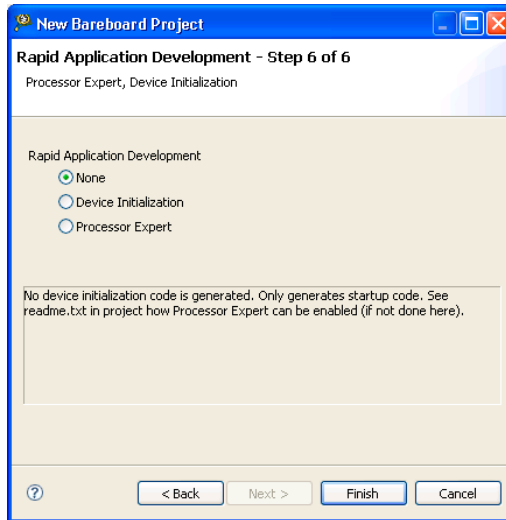 New Bareboard Project
Rapid Application Development - Step 6 of 6
Processor Expert, Device Initialization
Rapid Application Development
None
Device Initialization
Processor Expert
No device initialization code is generated. Only generates startup code. See
readme.txt in project how Processor Expert can be enabled (if not done here).
?
< Back
Next >
Finish
Cancel